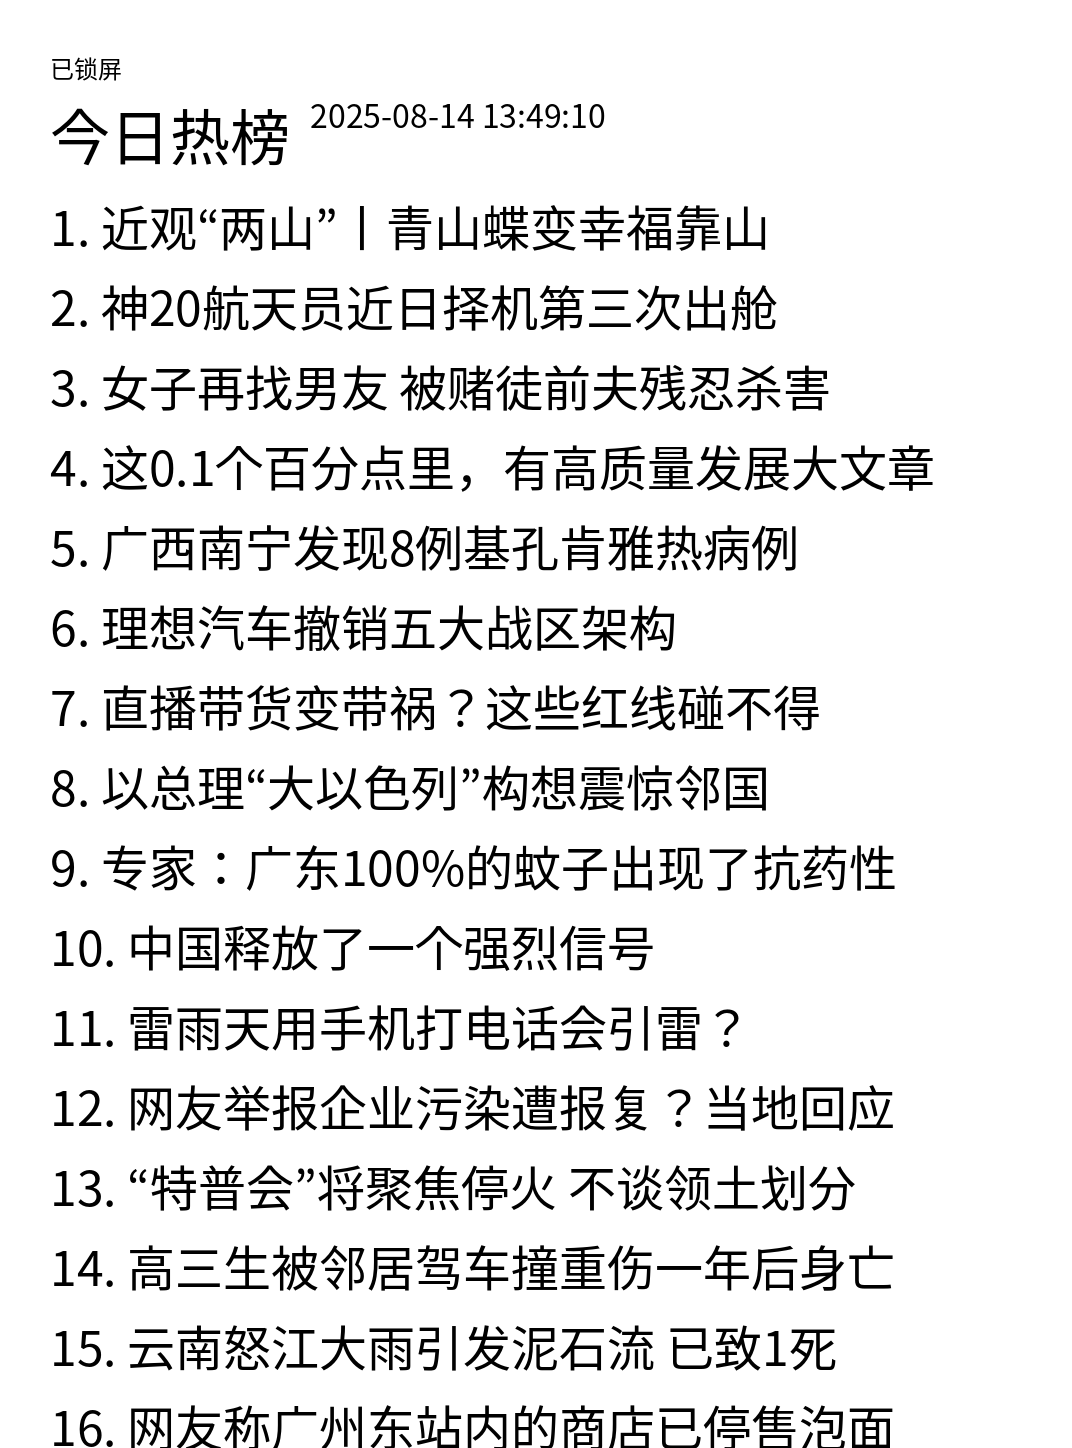 已锁屏
今日热榜 2025-08-14 13:49:10
1. 近观“两山”丨青山蝶变幸福靠山
2. 神20航天员近日择机第三次出舱
3. 女子再找男友 被赌徒前夫残忍杀害
4. 这0.1个百分点里，有高质量发展大文章
5. 广西南宁发现8例基孔肯雅热病例
6. 理想汽车撤销五大战区架构
7. 直播带货变带祸？这些红线碰不得
8. 以总理“大以色列”构想震惊邻国
9. 专家：广东100%的蚊子出现了抗药性
10. 中国释放了一个强烈信号
11. 雷雨天用手机打电话会引雷？
12. 网友举报企业污染遭报复？当地回应
13. “特普会”将聚焦停火 不谈领土划分
14. 高三生被邻居驾车撞重伤一年后身亡
15. 云南怒江大雨引发泥石流 已致1死
16. 网友称广州东站内的商店已停售泡面